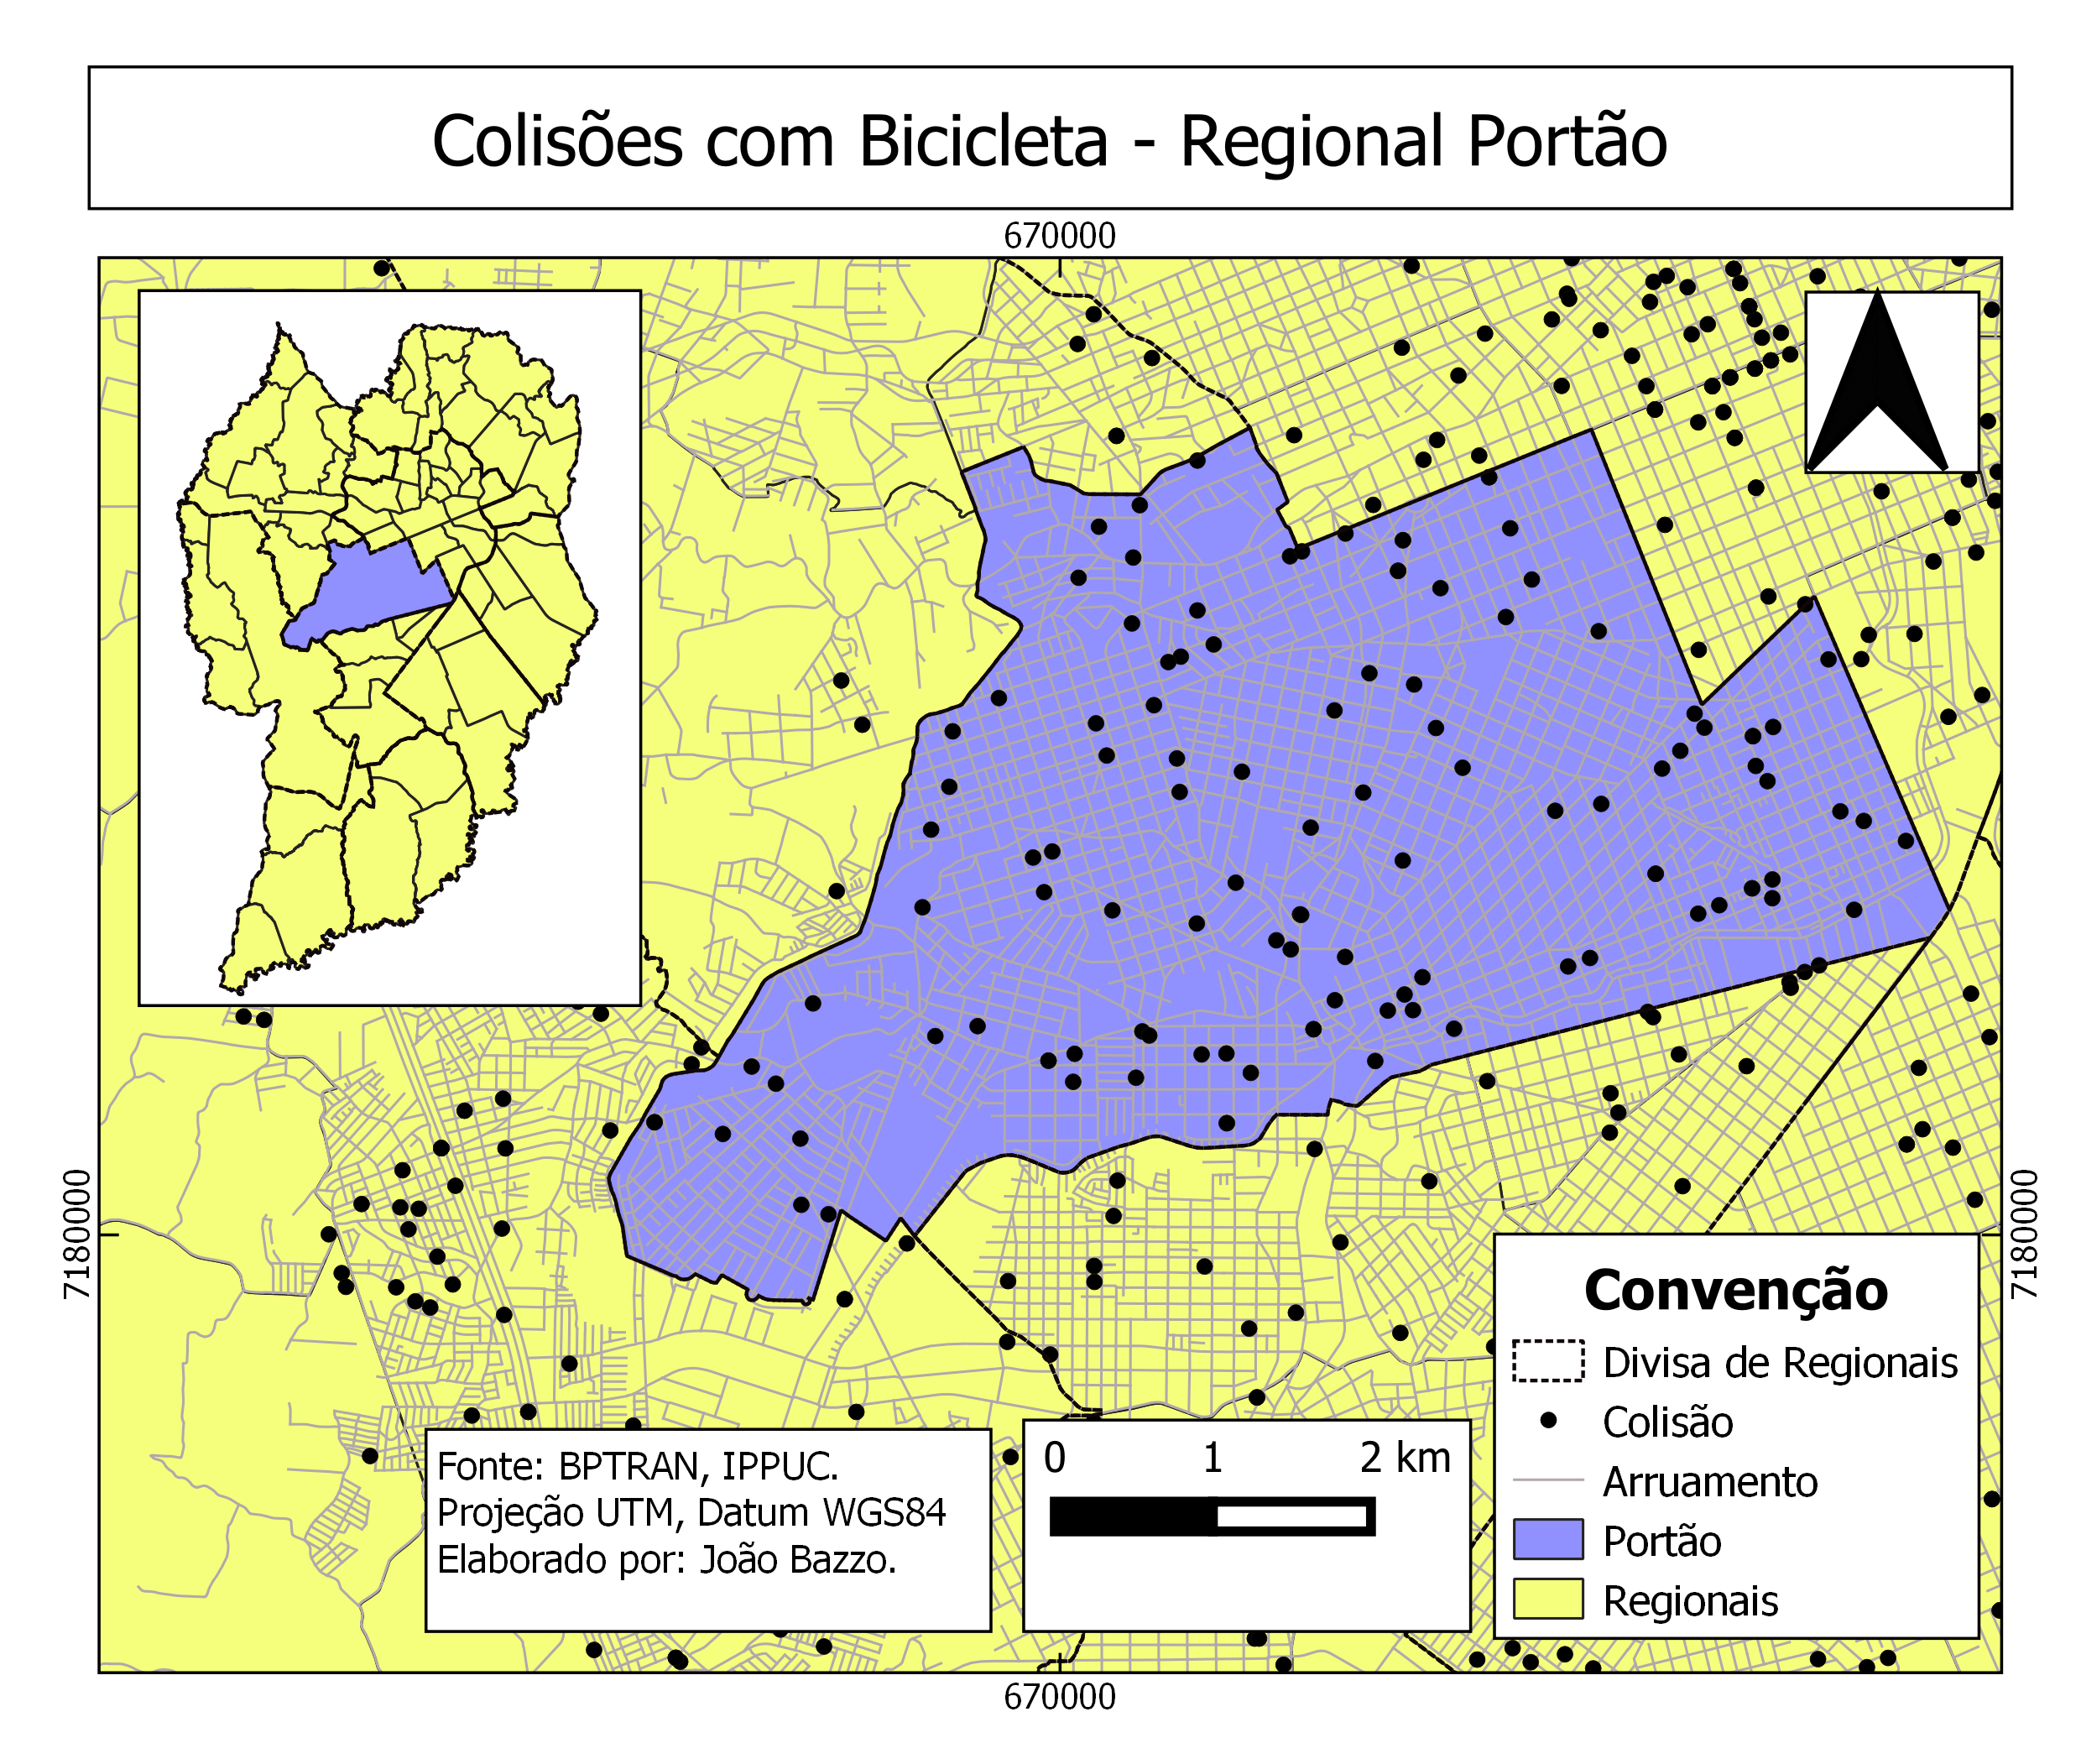 Colisões com Bicicleta - Regional Portão
670000
7180000
7180000
Convenção
Divisa de Regionais
Colisão
Arruamento
Portão
Regionais
0 1 2 km
Fonte: BPTRAN, IPPUC.
Projeção UTM, Datum WGS84
Elaborado por: João Bazzo.
670000